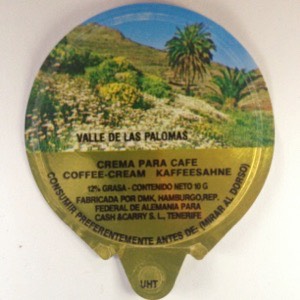 VALLE DE LAS PALOMAS
CREMA PARA CAFE
COFFEE-CREAM KAFFEESAHNE
12% GRASA - CONTENIDO NETO 10 G
FABRICADA POR DMK, HAMBURGO, REP.
FEDERAL DE ALEMANIA PARA
CASH &CARRY S. L., TENERIFE
CONSUMIR PREFERENTEMENTE ANTES DE: (MIRAR AL DORSO)
UHT